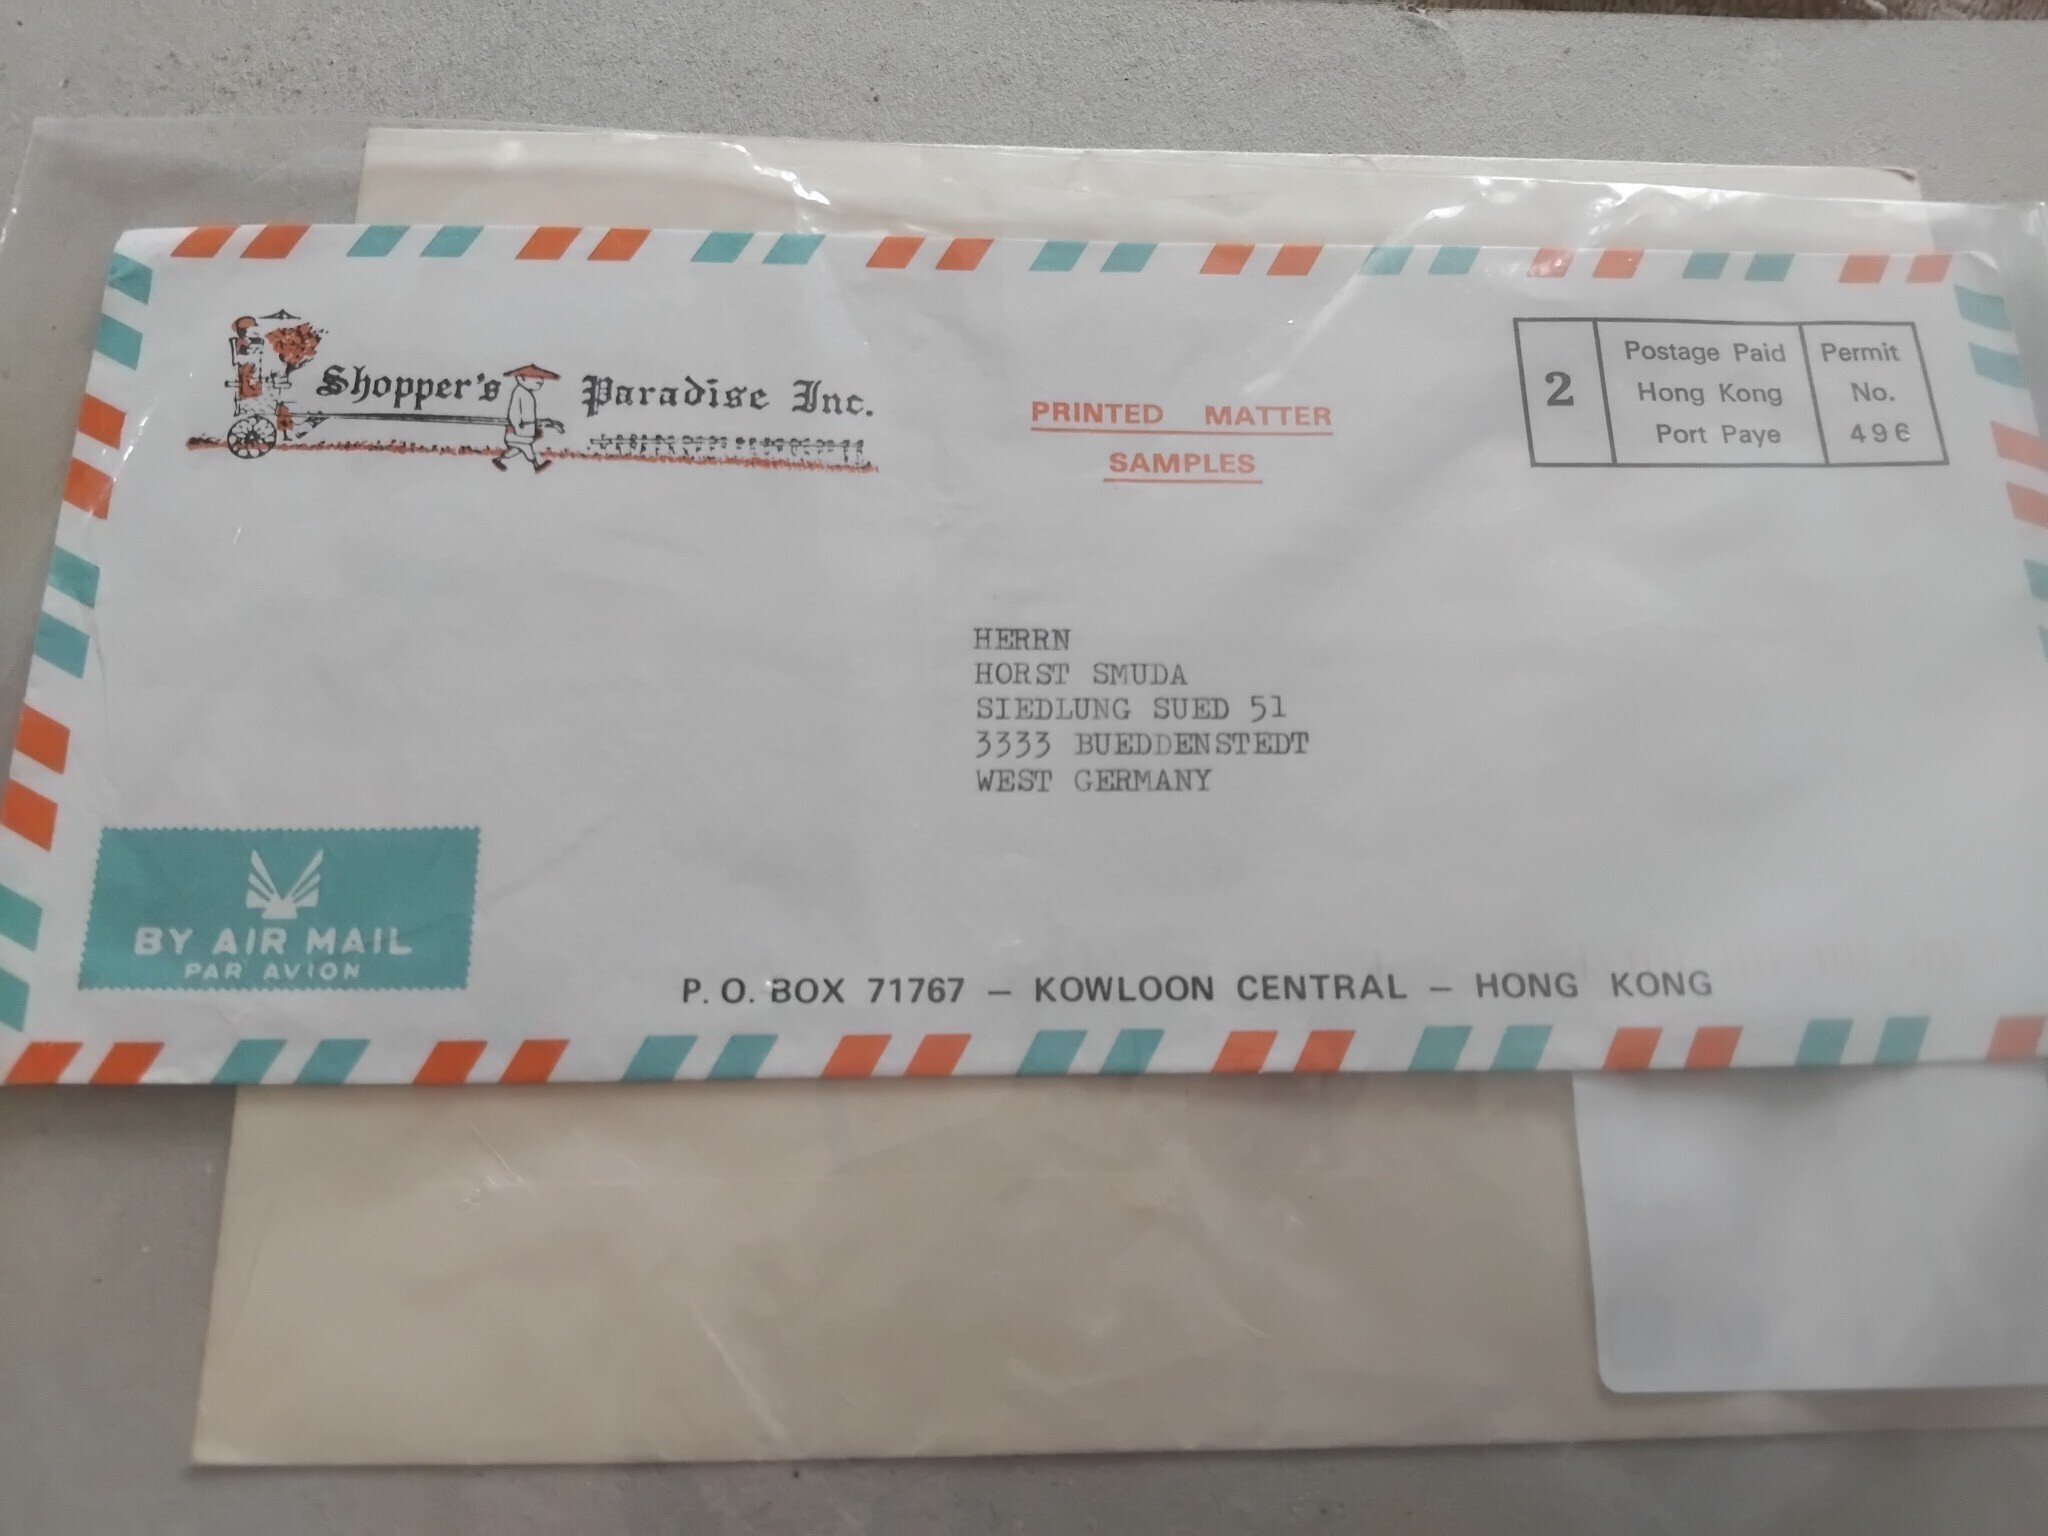 Shopper's Paradise Inc.
PRINTED MATTER
SAMPLES
2
Postage Paid
Hong Kong
Port Paye
Permit
No.
496
HERRN
HORST SMUDA
SIEDLUNG SUED 51
3333 BUEDDENSTEDT
WEST GERMANY
BY AIR MAIL
PAR AVION
P. O. BOX 71767 – KOWLOON CENTRAL – HONG KONG